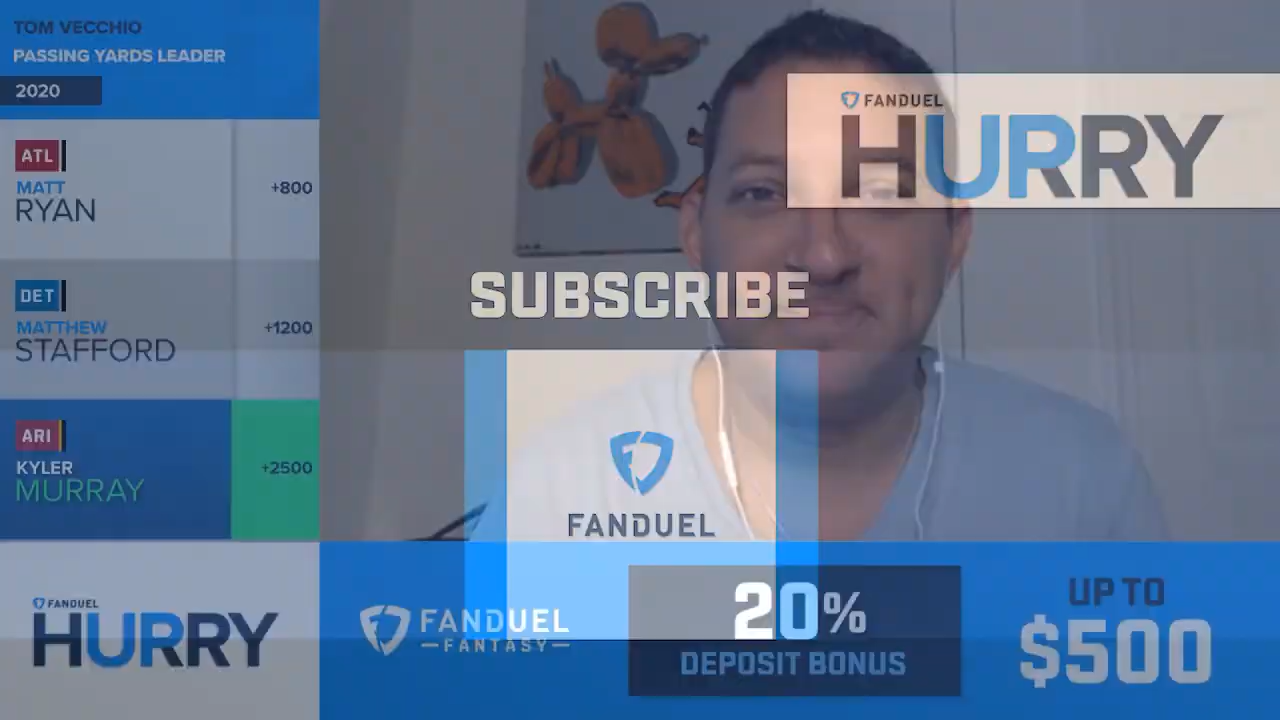 TOM VECCHIO
PASSING YARDS LEADER
2020
ATL
MATT
RYAN
+800
DET
MATTHEW
STAFFORD
+1200
ARI
KYLER
MURRAY
+2500
FANDUEL
HURRY
SUBSCRIBE
FANDUEL
FANDUEL
HURRY
FANDUEL
FANTASY
20%
DEPOSIT BONUS
UP TO
$500